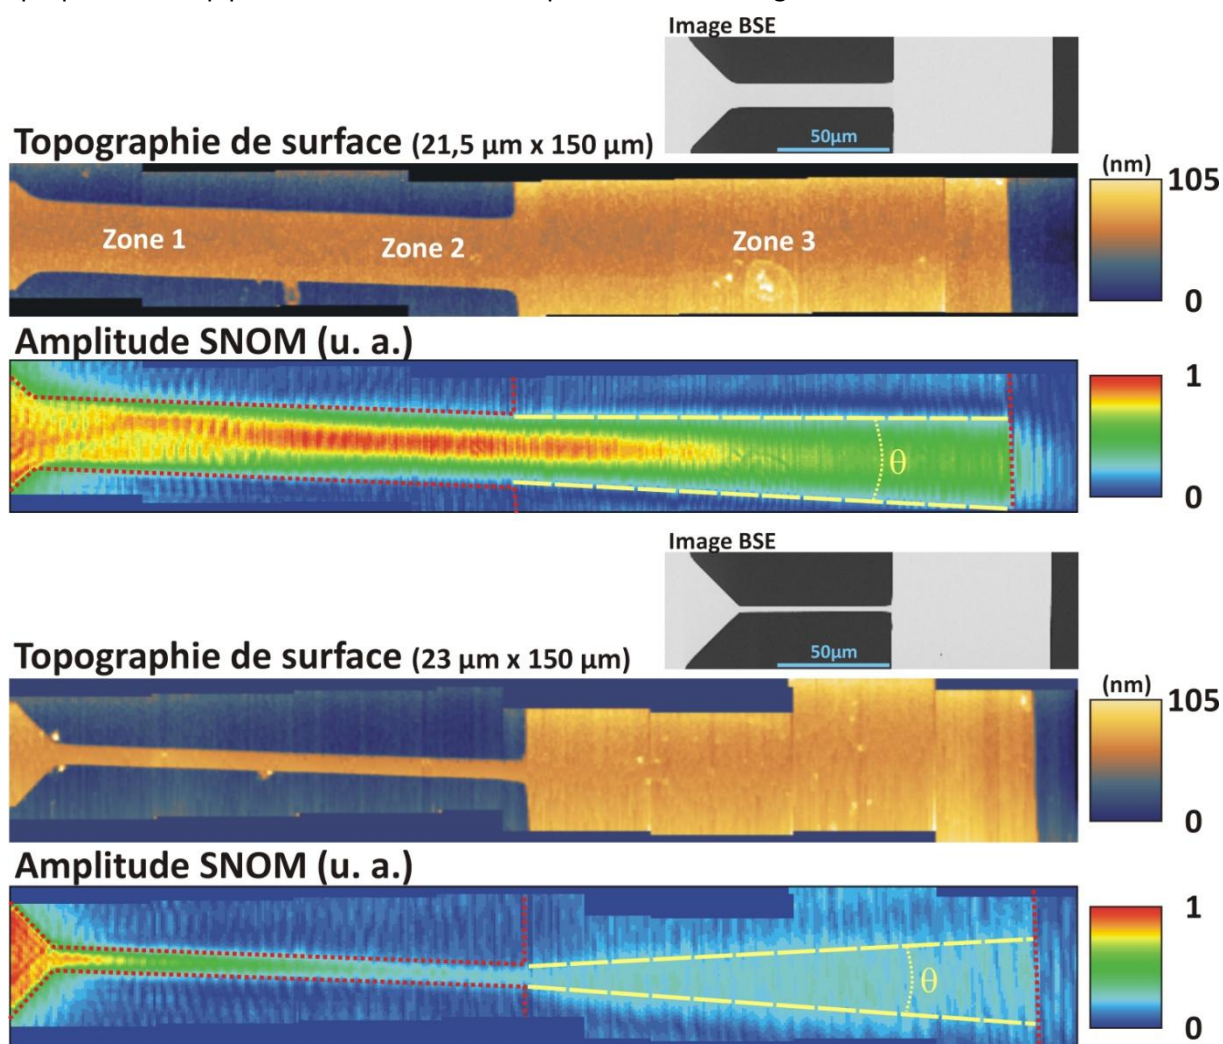 Image BSE
50µm
Topographie de surface (21,5 µm x 150 µm)
(nm)
105
Zone 1
Zone 2
Zone 3
0
Amplitude SNOM (u. a.)
1
θ
0
Image BSE
50µm
Topographie de surface (23 µm x 150 µm)
(nm)
105
0
Amplitude SNOM (u. a.)
1
θ
0